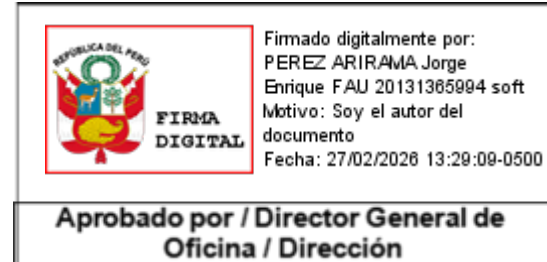 REPÚBLICA DEL PERÚ
FIRMA
DIGITAL
Firmado digitalmente por:
PEREZ ARIRAMA Jorge
Enrique FAU 20131365994 soft
Motivo: Soy el autor del
documento
Fecha: 27/02/2026 13:29:09-0500
Aprobado por / Director General de
Oficina / Dirección